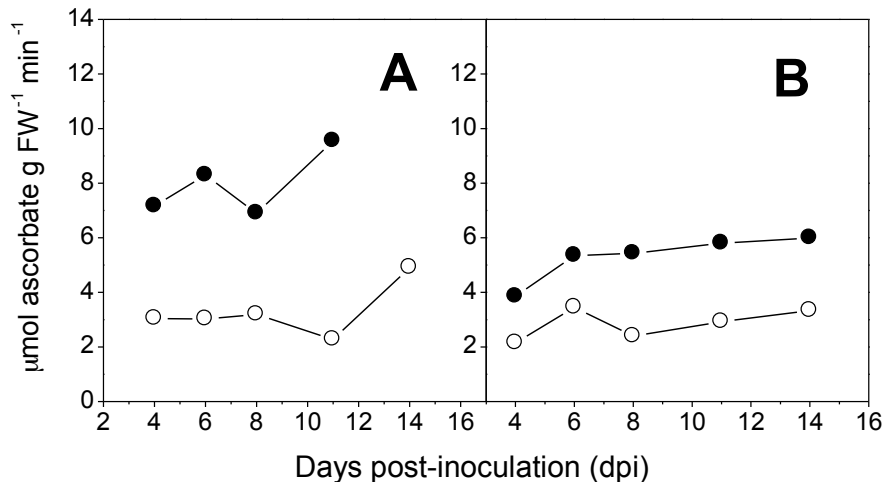 A
B
µmol ascorbate g FW⁻¹ min⁻¹
14
12
10
8
6
4
2
0
12
10
8
6
4
2
2 4 6 8 10 12 14 16
4 6 8 10 12 14 16
Days post-inoculation (dpi)